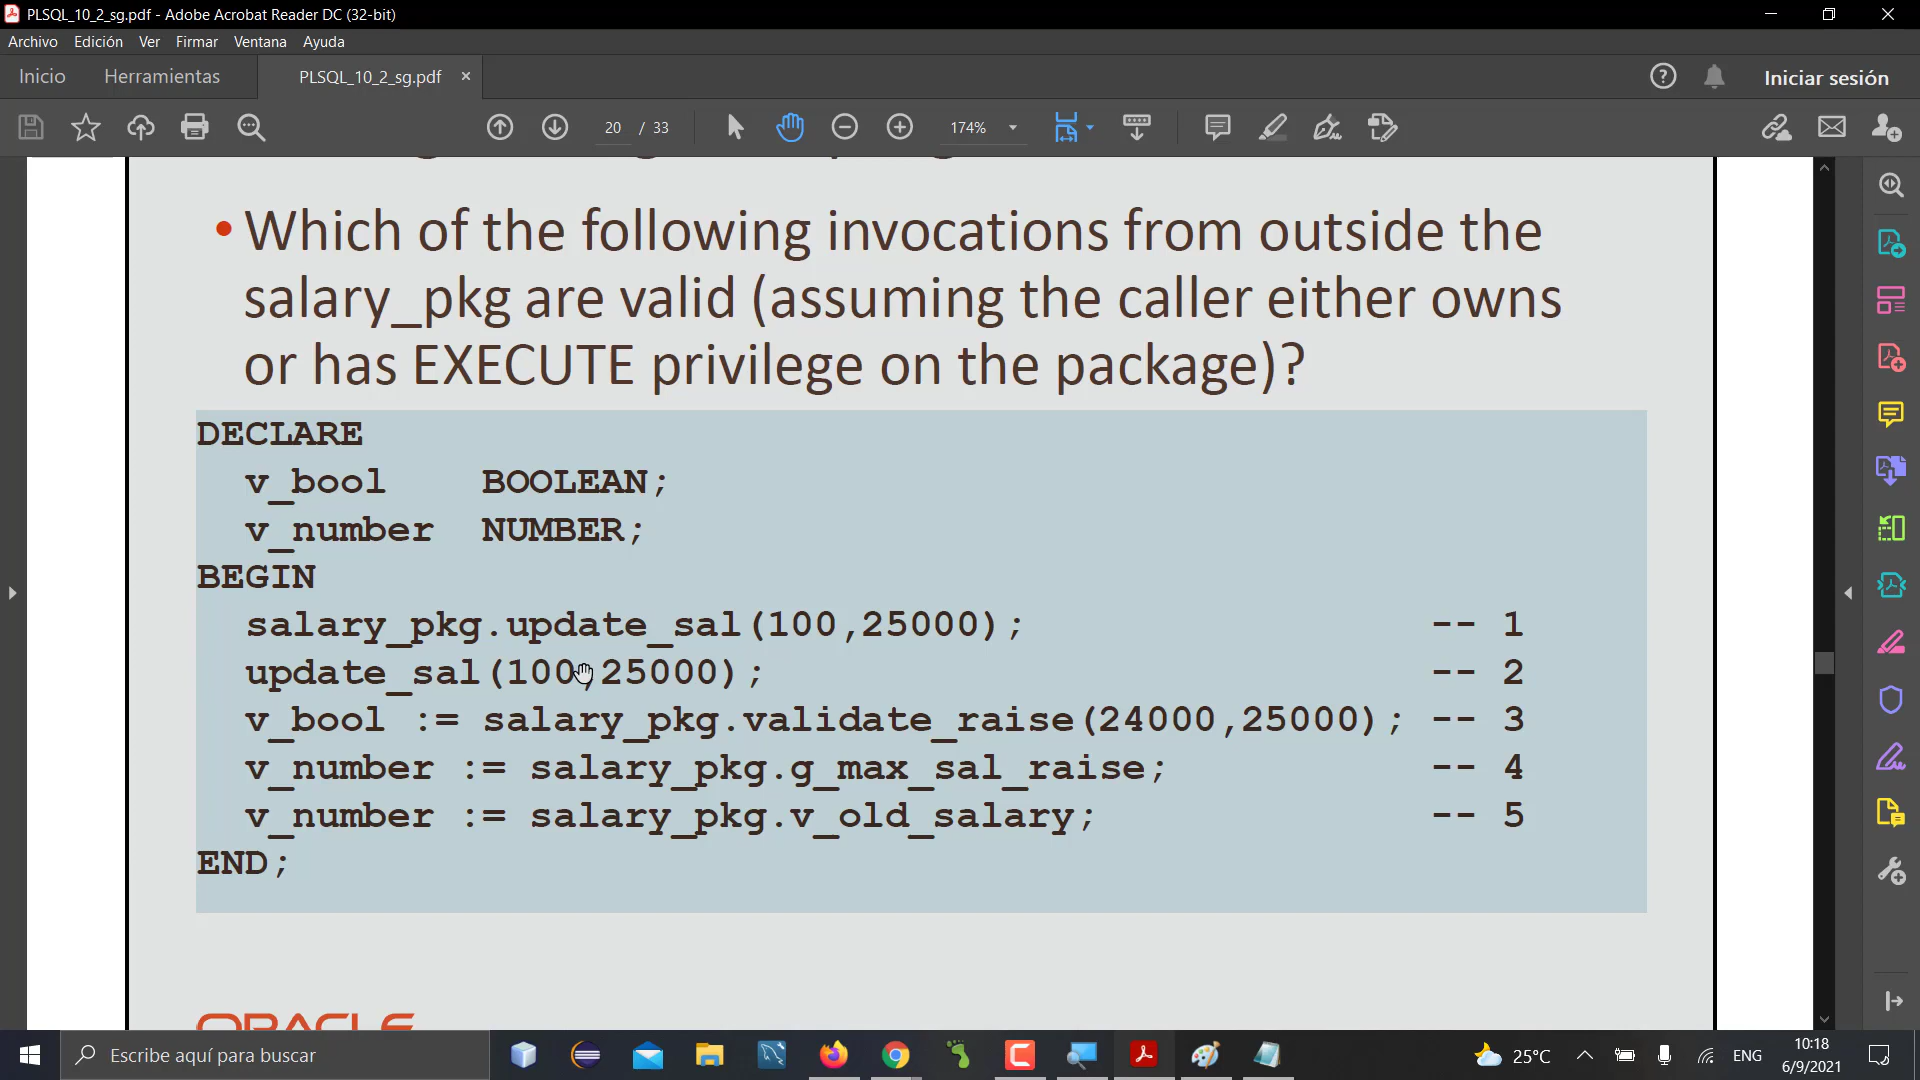 PLSQL_10_2_sg.pdf - Adobe Acrobat Reader DC (32-bit)
Archivo Edición Ver Firmar Ventana Ayuda
Inicio Herramientas PLSQL_10_2_sg.pdf × Iniciar sesión
20 / 33 174%
• Which of the following invocations from outside the
salary_pkg are valid (assuming the caller either owns
or has EXECUTE privilege on the package)?
DECLARE
v_bool BOOLEAN;
v_number NUMBER;
BEGIN
salary_pkg.update_sal(100,25000); -- 1
update_sal(100,25000); -- 2
v_bool := salary_pkg.validate_raise(24000,25000); -- 3
v_number := salary_pkg.g_max_sal_raise; -- 4
v_number := salary_pkg.v_old_salary; -- 5
END;
ORACLE
Escribe aquí para buscar
25°C ENG 10:18
6/9/2021